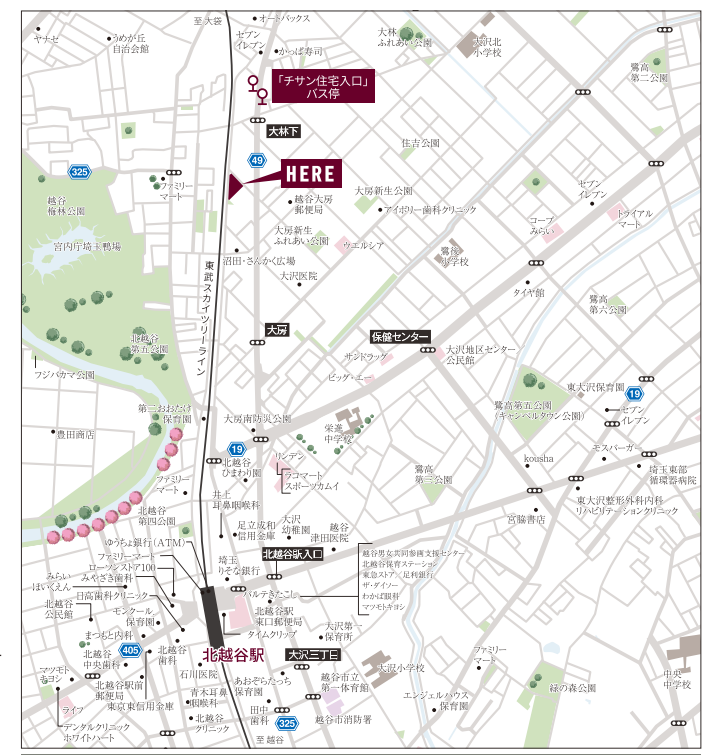 至 大袋
オートバックス
ヤナセ
うめが丘
自治会館
セブン
イレブン
かっぱ寿司
大林
ふれあい公園
大沢北
小学校
鷺高
第二公園
「チサン住宅入口」
バス停
大林下
住吉公園
49
325
HERE
ファミリー
マート
越谷
梅林公園
越谷大房
郵便局
大房新生公園
アイボリー歯科クリニック
セブン
イレブン
トライアル
マート
コープ
みらい
宮内庁埼玉鴨場
大房新生
ふれあい公園
ウエルシア
沼田・さんかく広場
鷺後
小学校
大沢医院
タイヤ館
鷺高
第六公園
東武スカイツリーライン
大房
保健センター
北越谷
第五公園
サンドラッグ
大沢地区センター
公民館
ビッグ・エー
フジバカマ公園
東大沢保育園
19
第二おおたけ
保育園
大房南防災公園
栄進
中学校
鷺高第五公園
(キャンベルタウン公園)
セブン
イレブン
豊田商店
19
北越谷
ひまわり園
リンデン
ラコマート
スポーツカムイ
モスバーガー
kousha
埼玉東部
循環器病院
鷺高
第三公園
ファミリー
マート
井上
耳鼻咽喉科
東大沢整形外科内科
リハビリテーションクリニック
宮脇書店
北越谷
第四公園
足立成和
信用金庫
大沢
幼稚園
越谷
津田医院
ゆうちょ銀行(ATM)
ファミリーマート
ローソンストア100
みやざき歯科
みらい
ほいくえん
日高歯科クリニック
北越谷駅入口
越谷男女共同参画支援センター
北越谷保育ステーション
東急ストア/足利銀行
ザ・ダイソー
わかば眼科
マツモトキヨシ
埼玉
りそな銀行
パルテきたこし
北越谷
公民館
モンクール
保育園
北越谷駅
東口郵便局
タイムクリップ
大沢第一
保育所
まつもと内科
北越谷
中央歯科
405
北越谷
歯科
北越谷駅
大沢三丁目
大沢小学校
ファミリー
マート
中央
中学校
マツモト
キヨシ
北越谷駅前
郵便局
石川医院
あおぞらたっち
保育園
越谷市立
第一体育館
エンジェルハウス
保育園
緑の森公園
ライフ
東京東信用金庫
青木耳鼻
咽喉科
田中
歯科
325
越谷市消防署
デンタルクリニック
ホワイトハート
北越谷
クリニック
至 越谷